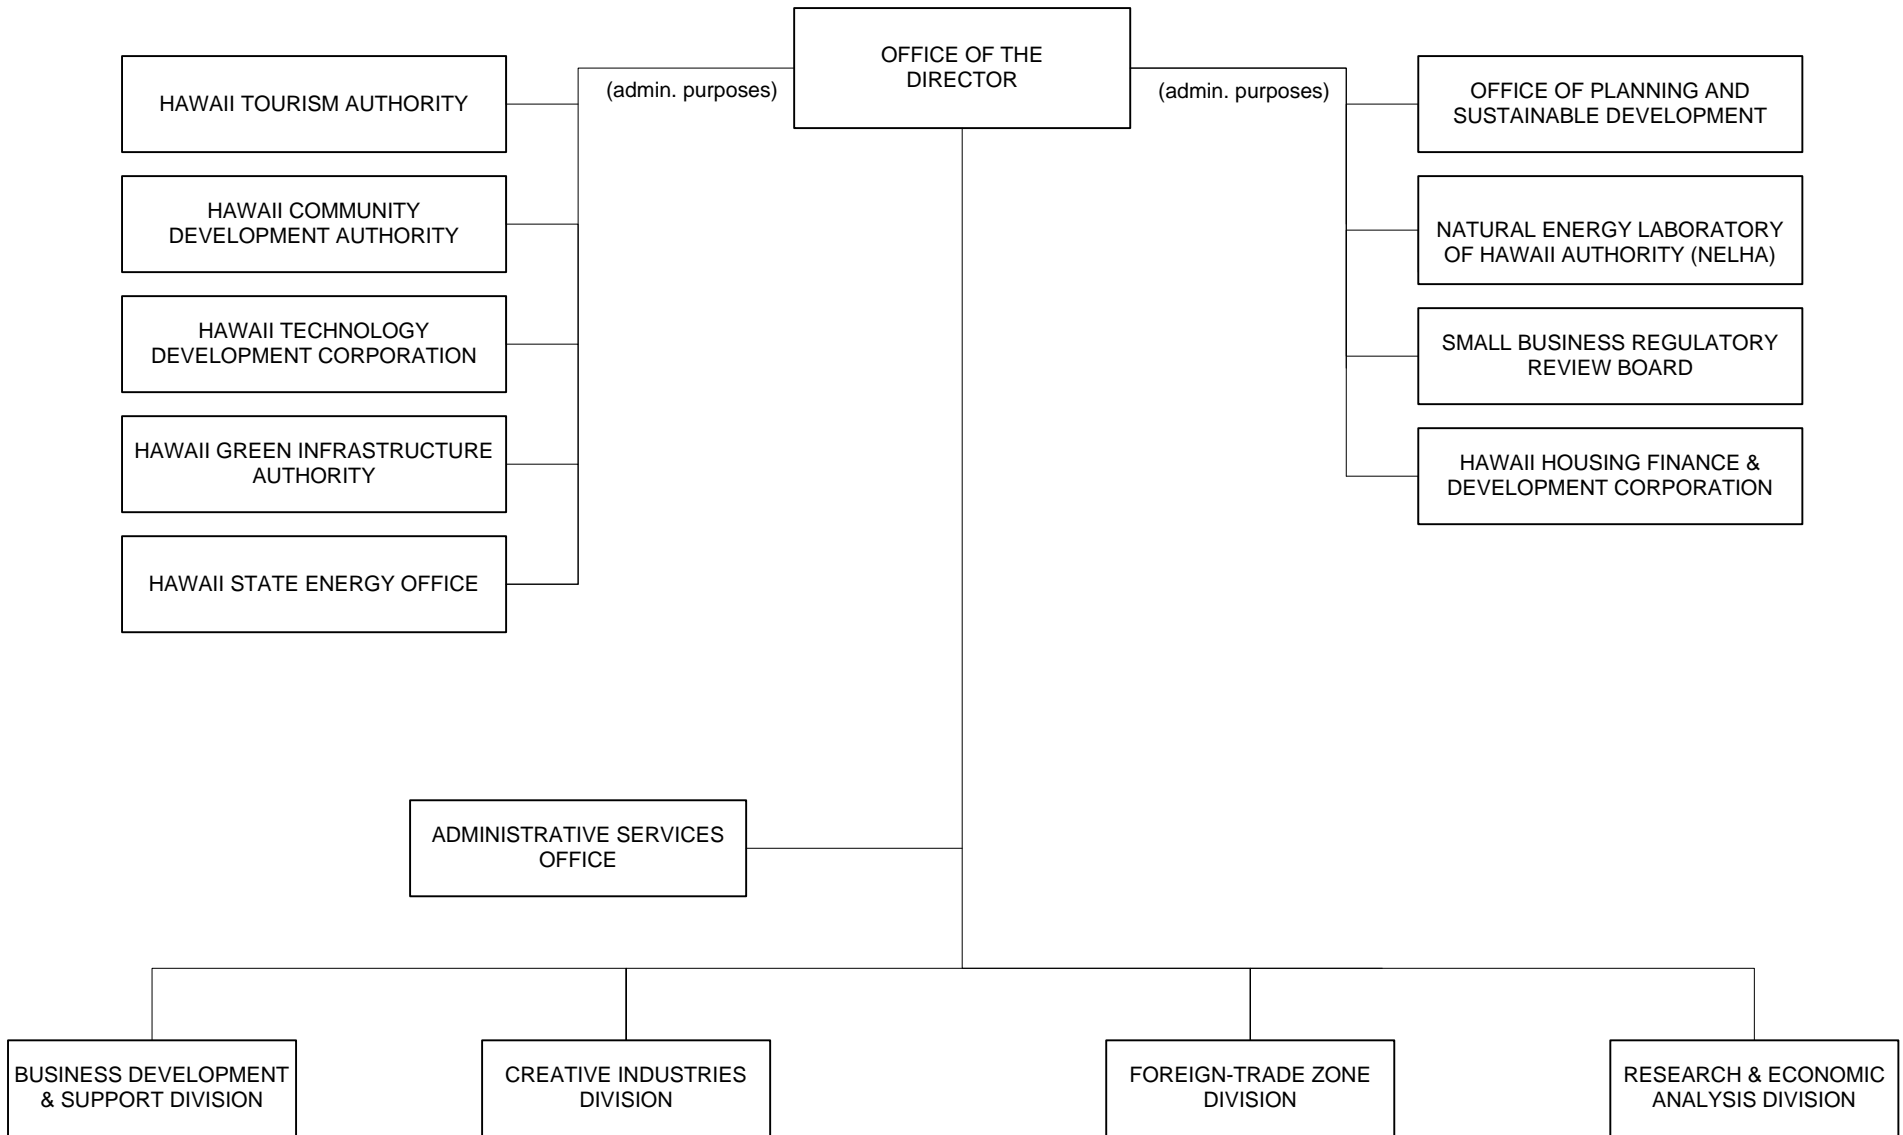 OFFICE OF THE
DIRECTOR
(admin. purposes)
(admin. purposes)
HAWAII TOURISM AUTHORITY
HAWAII COMMUNITY
DEVELOPMENT AUTHORITY
HAWAII TECHNOLOGY
DEVELOPMENT CORPORATION
HAWAII GREEN INFRASTRUCTURE
AUTHORITY
HAWAII STATE ENERGY OFFICE
OFFICE OF PLANNING AND
SUSTAINABLE DEVELOPMENT
NATURAL ENERGY LABORATORY
OF HAWAII AUTHORITY (NELHA)
SMALL BUSINESS REGULATORY
REVIEW BOARD
HAWAII HOUSING FINANCE &
DEVELOPMENT CORPORATION
ADMINISTRATIVE SERVICES
OFFICE
BUSINESS DEVELOPMENT
& SUPPORT DIVISION
CREATIVE INDUSTRIES
DIVISION
FOREIGN-TRADE ZONE
DIVISION
RESEARCH & ECONOMIC
ANALYSIS DIVISION